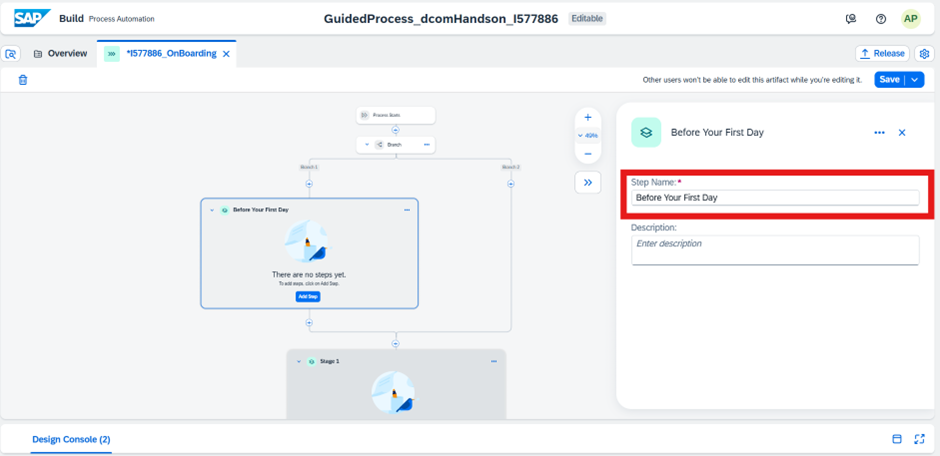 SAP Build Process Automation
GuidedProcess_dcomHandson_I577886 Editable
AP
Overview
*I577886_OnBoarding
Release
Other users won't be able to edit this artifact while you're editing it.
Save
Process Starts
Branch
49%
Branch 1
Branch 2
Before Your First Day
There are no steps yet.
To add steps, click on Add Step.
Add Step
Stage 1
Before Your First Day
Step Name:*
Before Your First Day
Description:
Enter description
Design Console (2)